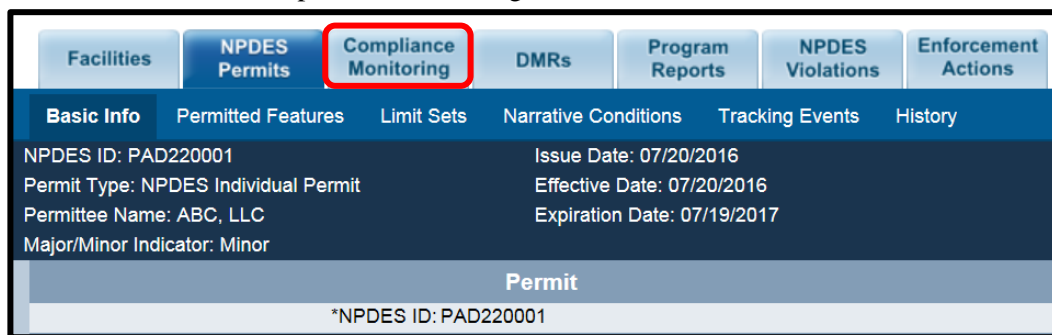 Facilities
NPDES
Permits
Compliance
Monitoring
DMRs
Program
Reports
NPDES
Violations
Enforcement
Actions
Basic Info Permitted Features Limit Sets Narrative Conditions Tracking Events History
NPDES ID: PAD220001 Issue Date: 07/20/2016
Permit Type: NPDES Individual Permit Effective Date: 07/20/2016
Permittee Name: ABC, LLC Expiration Date: 07/19/2017
Major/Minor Indicator: Minor
Permit
*NPDES ID: PAD220001